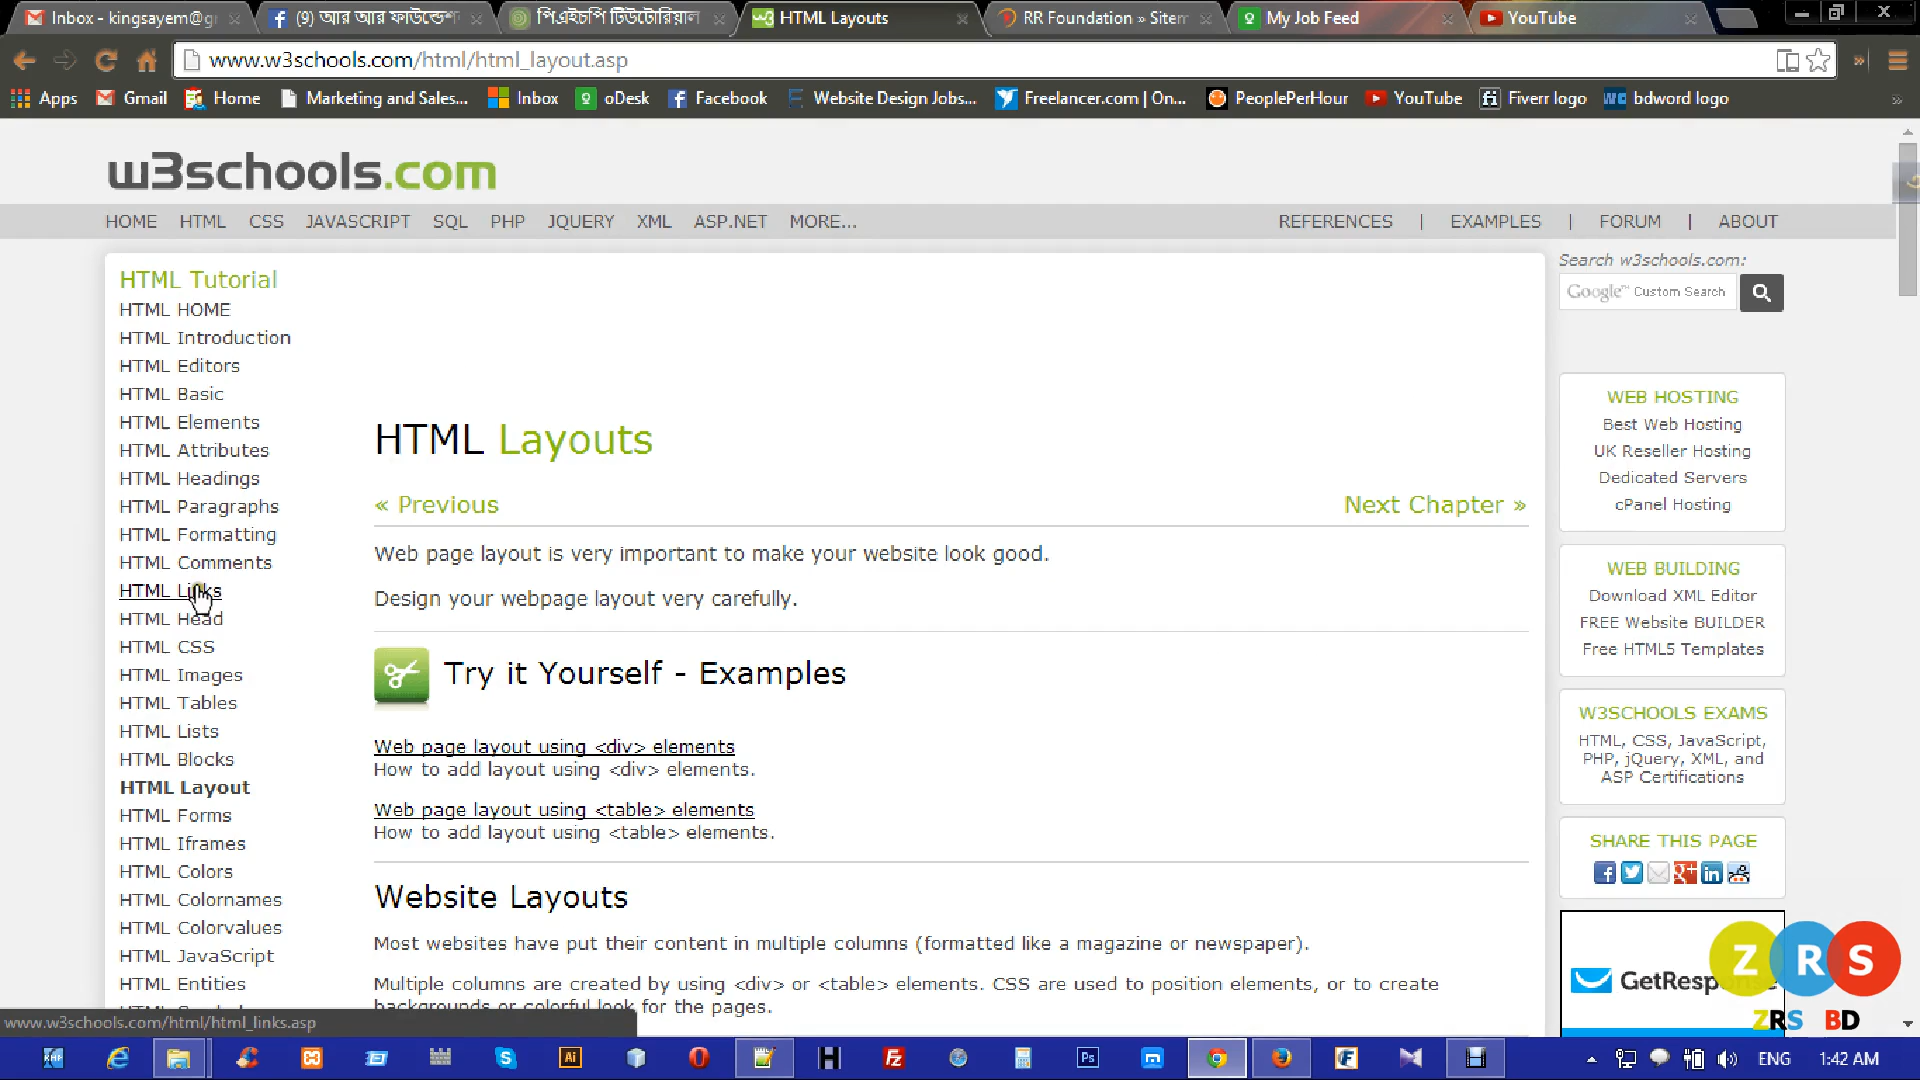 Inbox - kingsayem@g
(9) আর আর ফাউন্ডেশ
পিএইচপি টিউটোরিয়াল
HTML Layouts
RR Foundation » Sitem
My Job Feed
YouTube
www.w3schools.com/html/html_layout.asp
Apps
Gmail
Home
Marketing and Sales...
Inbox
oDesk
Facebook
Website Design Jobs...
Freelancer.com | On...
PeoplePerHour
YouTube
Fiverr logo
bdword logo
w3schools.com
HOME HTML CSS JAVASCRIPT SQL PHP JQUERY XML ASP.NET MORE...
REFERENCES | EXAMPLES | FORUM | ABOUT
HTML Tutorial
HTML HOME
HTML Introduction
HTML Editors
HTML Basic
HTML Elements
HTML Attributes
HTML Headings
HTML Paragraphs
HTML Formatting
HTML Comments
HTML Links
HTML Head
HTML CSS
HTML Images
HTML Tables
HTML Lists
HTML Blocks
HTML Layout
HTML Forms
HTML Iframes
HTML Colors
HTML Colornames
HTML Colorvalues
HTML JavaScript
HTML Entities
HTML Layouts
« Previous
Next Chapter »
Web page layout is very important to make your website look good.
Design your webpage layout very carefully.
Try it Yourself - Examples
Web page layout using <div> elements
How to add layout using <div> elements.
Web page layout using <table> elements
How to add layout using <table> elements.
Website Layouts
Most websites have put their content in multiple columns (formatted like a magazine or newspaper).
Multiple columns are created by using <div> or <table> elements. CSS are used to position elements, or to create
backgrounds or colorful look for the pages.
Search w3schools.com:
Google™ Custom Search
WEB HOSTING
Best Web Hosting
UK Reseller Hosting
Dedicated Servers
cPanel Hosting
WEB BUILDING
Download XML Editor
FREE Website BUILDER
Free HTML5 Templates
W3SCHOOLS EXAMS
HTML, CSS, JavaScript,
PHP, jQuery, XML, and
ASP Certifications
SHARE THIS PAGE
GetResponse
ZRS
ZRS BD
www.w3schools.com/html/html_links.asp
ENG
1:42 AM